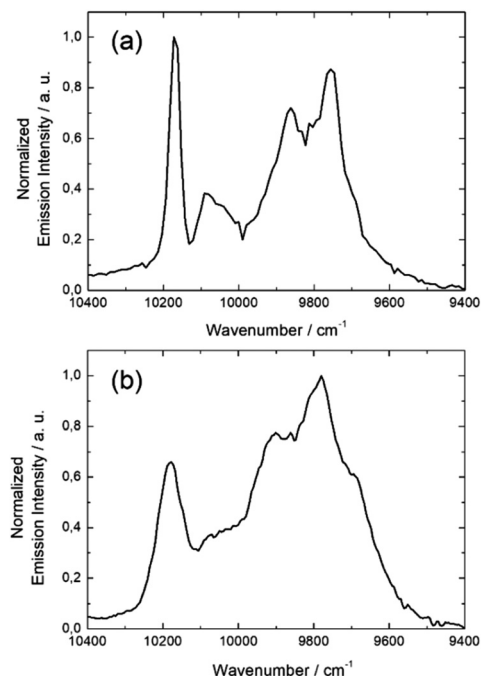 (a)
Normalized
Emission Intensity / a. u.
1,0
0,8
0,6
0,4
0,2
0,0
10400 10200 10000 9800 9600 9400
Wavenumber / cm⁻¹
(b)
Normalized
Emission Intensity / a. u.
1,0
0,8
0,6
0,4
0,2
0,0
10400 10200 10000 9800 9600 9400
Wavenumber / cm⁻¹